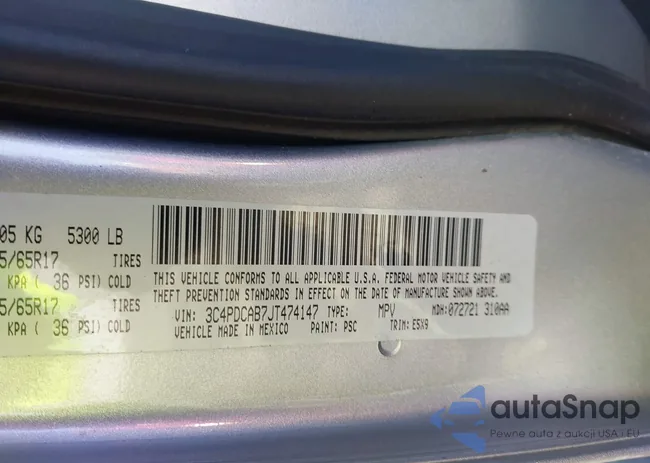 05 KG 5300 LB
5/65R17 TIRES
KPA ( 36 PSI) COLD
5/65R17 TIRES
KPA ( 36 PSI) COLD
THIS VEHICLE CONFORMS TO ALL APPLICABLE U.S.A. FEDERAL MOTOR VEHICLE SAFETY AND
THEFT PREVENTION STANDARDS IN EFFECT ON THE DATE OF MANUFACTURE SHOWN ABOVE.
VIN: 3C4PDCAB7JT474147 TYPE: MPV MDH: 072721 310AA
VEHICLE MADE IN MEXICO PAINT: PSC TRIM: E5X9
autaSnap
Pewne auta z aukcji USA i EU